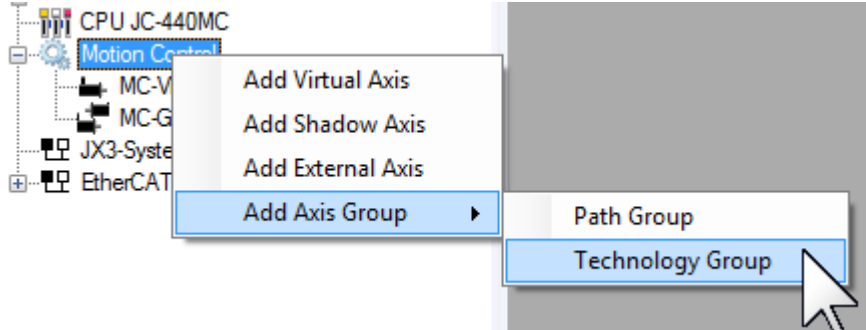 CPU JC-440MC
Motion Control
MC-V
MC-G
JX3-Syste
EtherCAT
Add Virtual Axis
Add Shadow Axis
Add External Axis
Add Axis Group
Path Group
Technology Group